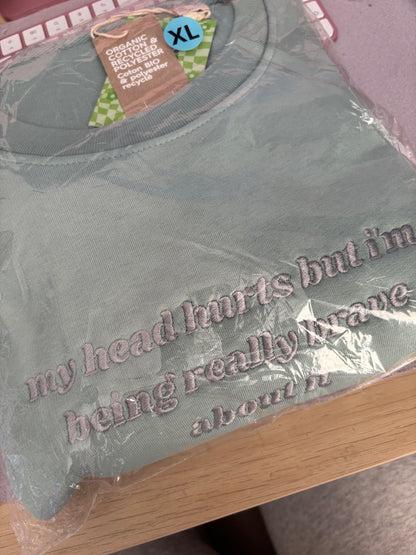 XL
ORGANIC
COTTON &
RECYCLED
POLYESTER
Coton BIO
& polyester
recyclé
my head hurts but i'm
being really brave
about it